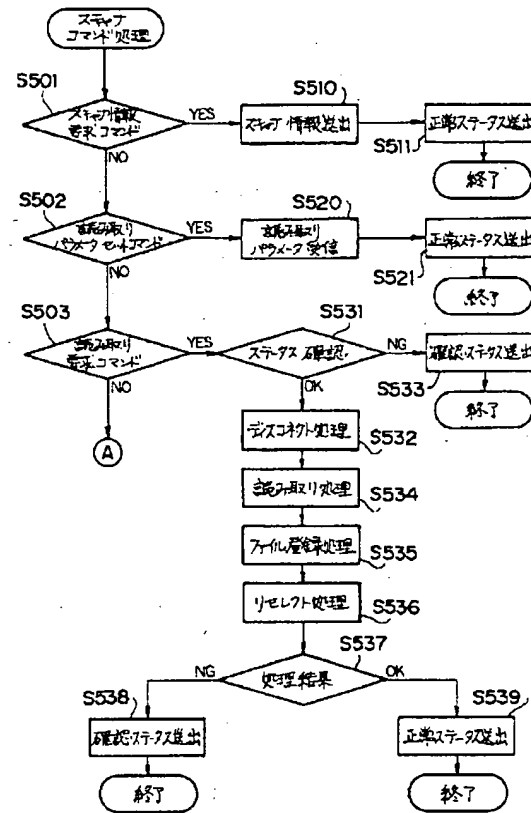 スキャナ
コマンド処理
S501
スキャナ情報
要求コマンド
YES
NO
S510
スキャナ情報送出
S511
正常ステータス送出
終了
S502
読み取り
パラメータセットコマンド
YES
NO
S520
読み取り
パラメータ受信
S521
正常ステータス送出
終了
S503
読み取り
要求コマンド
YES
NO
A
S531
ステータス確認
NG
OK
S533
確認・ステータス送出
終了
ディスコネクト処理
S532
読み取り処理
S534
ファイル登録処理
S535
リセレクト処理
S536
S537
処理結果
NG
OK
S538
確認・ステータス送出
終了
S539
正常ステータス送出
終了